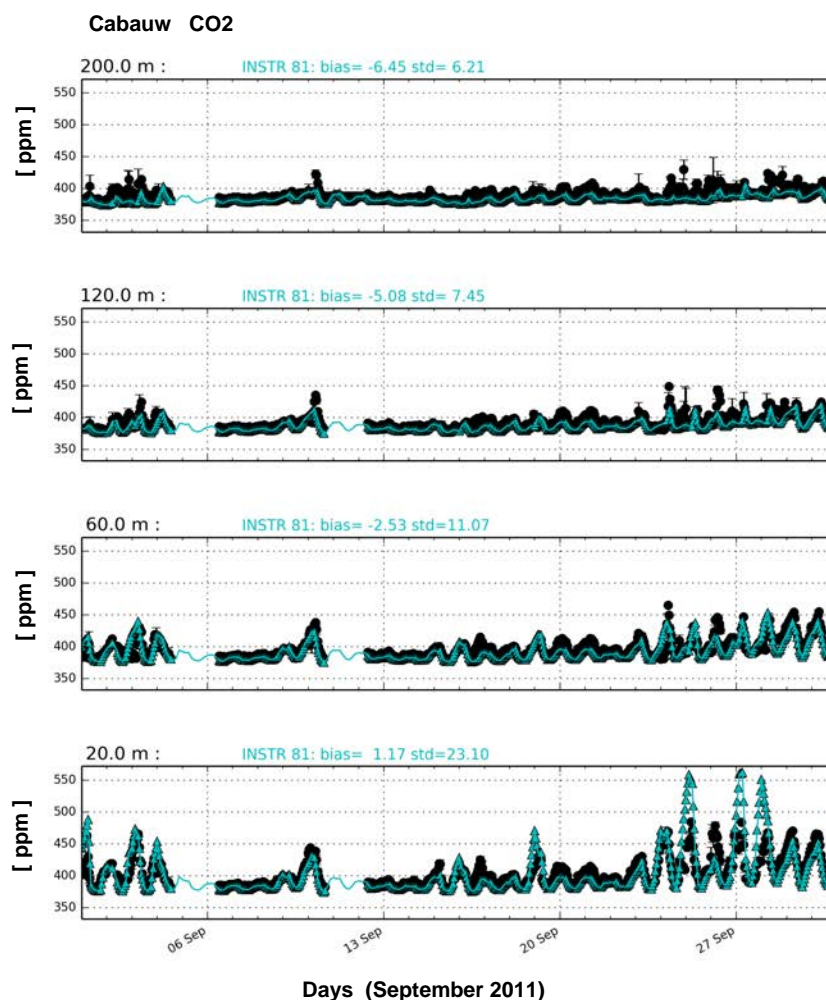 Cabauw CO2
200.0 m : INSTR 81: bias= -6.45 std= 6.21
[ ppm ]
550
500
450
400
350
120.0 m : INSTR 81: bias= -5.08 std= 7.45
[ ppm ]
550
500
450
400
350
60.0 m : INSTR 81: bias= -2.53 std=11.07
[ ppm ]
550
500
450
400
350
20.0 m : INSTR 81: bias= 1.17 std=23.10
[ ppm ]
550
500
450
400
350
06 Sep 13 Sep 20 Sep 27 Sep
Days (September 2011)